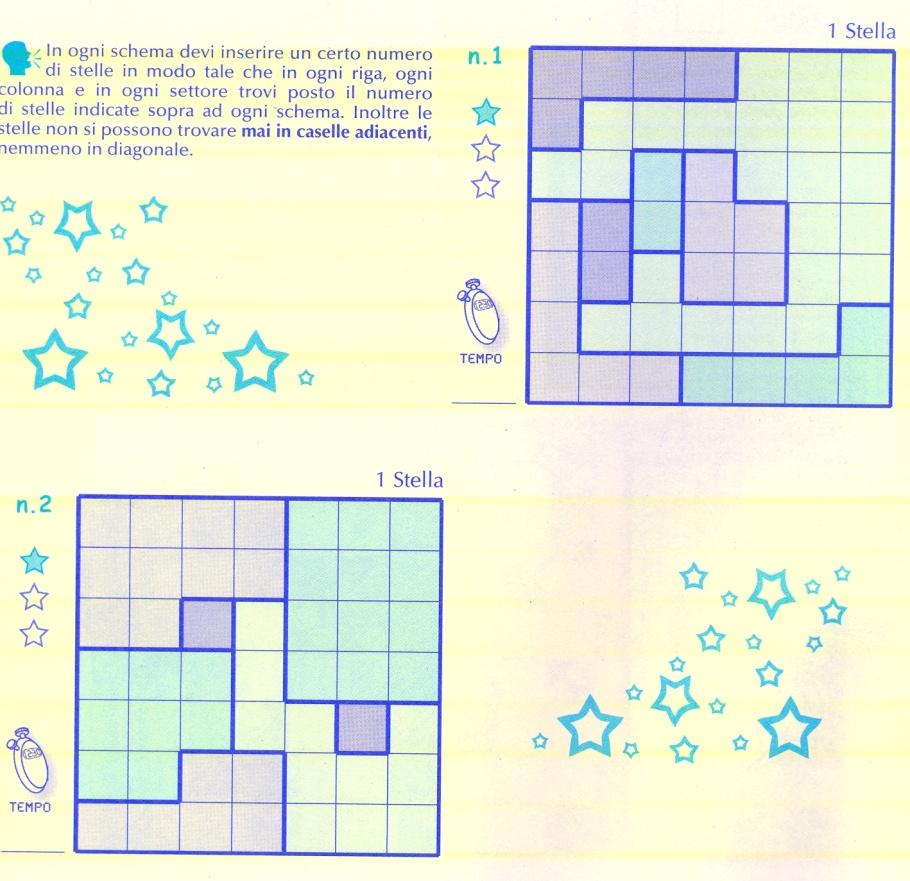 In ogni schema devi inserire un certo numero
di stelle in modo tale che in ogni riga, ogni
colonna e in ogni settore trovi posto il numero
di stelle indicate sopra ad ogni schema. Inoltre le
stelle non si possono trovare mai in caselle adiacenti,
nemmeno in diagonale.
1 Stella
n.1
TEMPO
1 Stella
n.2
TEMPO